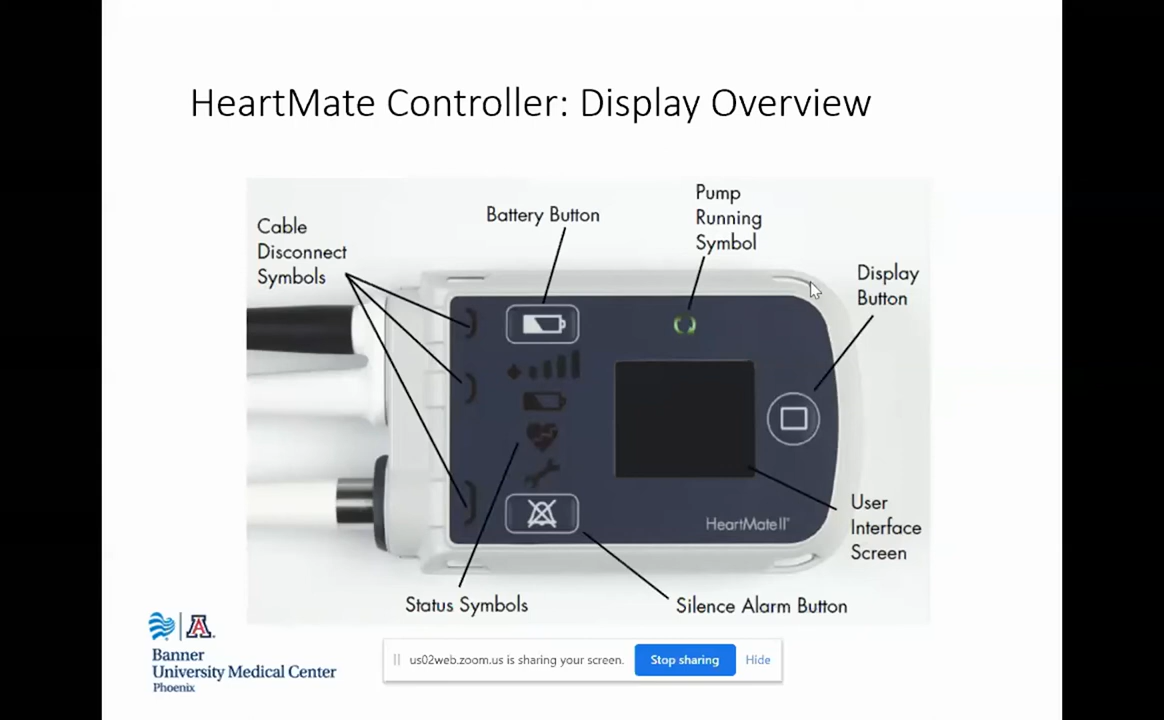 HeartMate Controller: Display Overview
Cable
Disconnect
Symbols
Battery Button
Pump
Running
Symbol
Display
Button
HeartMate II®
User
Interface
Screen
Status Symbols
Silence Alarm Button
A
Banner
University Medical Center
Phoenix
us02web.zoom.us is sharing your screen.
Stop sharing
Hide